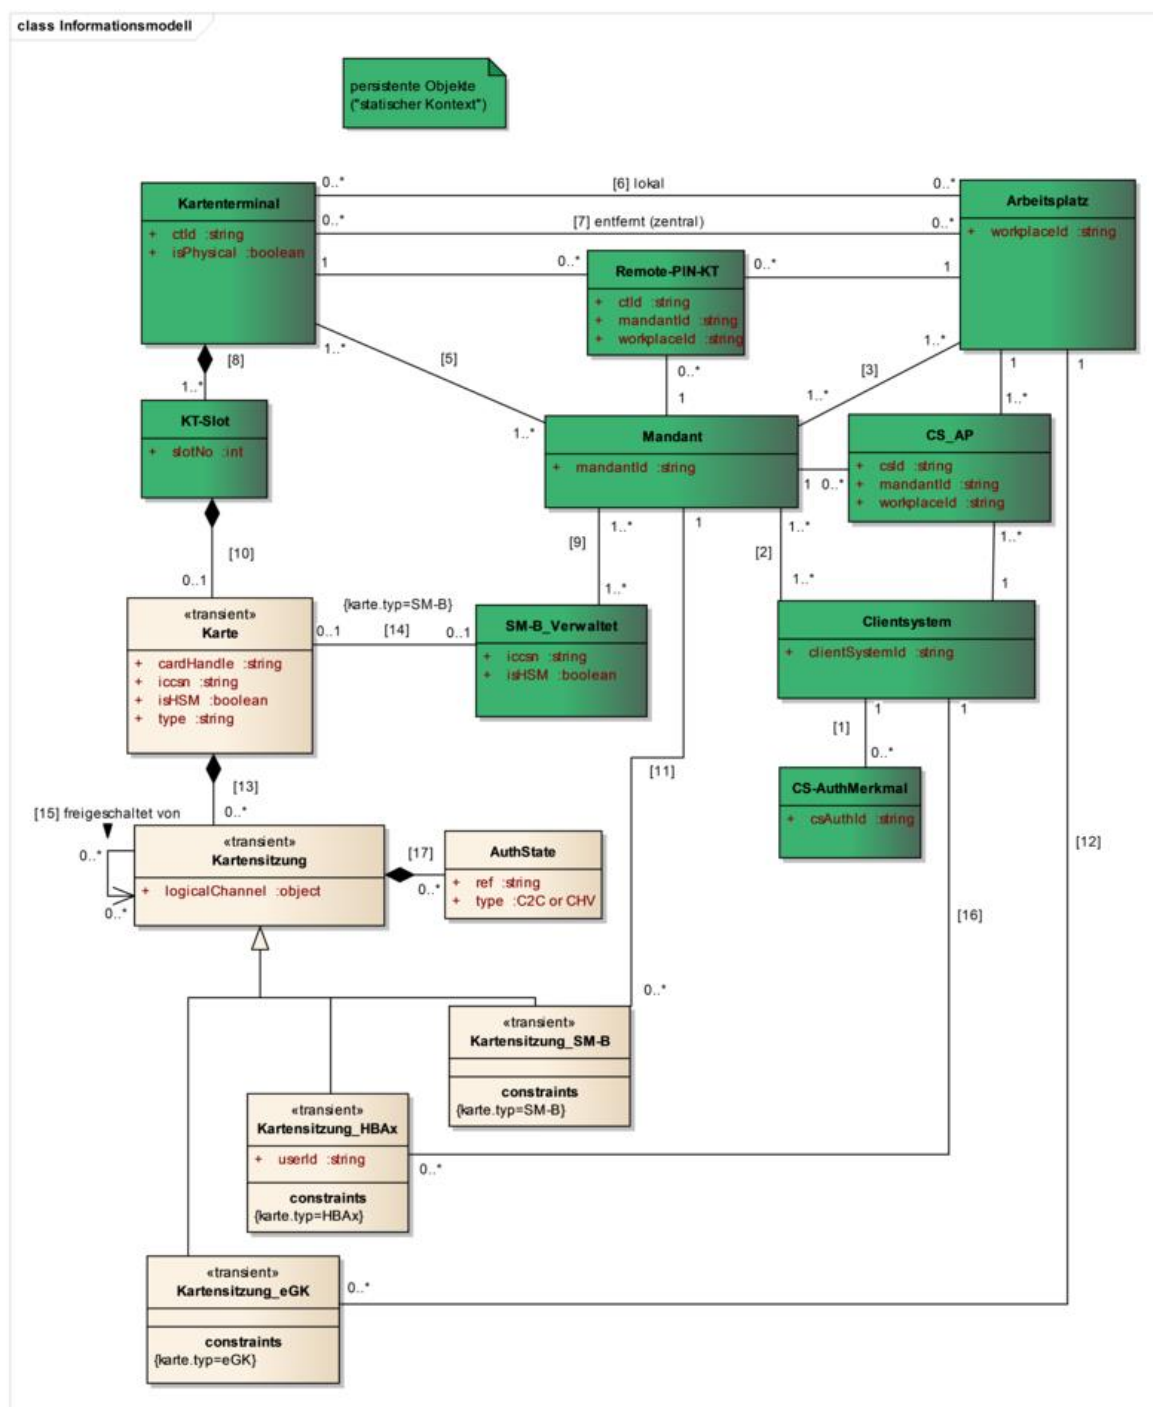 class Informationsmodell
persistente Objekte
("statischer Kontext")
Kartenterminal
+ ctId :string
+ isPhysical :boolean
0..*
[6] lokal
0..*
0..*
[7] entfernt (zentral)
0..*
Arbeitsplatz
+ workplaceId :string
1
0..*
Remote-PIN-KT
+ ctId :string
+ mandantId :string
+ workplaceId :string
0..*
1
1..*
[5]
1..*
0..*
1
[3]
1..*
1..*
1
1..*
1
[8]
1..*
KT-Slot
+ slotNo :int
Mandant
+ mandantId :string
1
0..*
CS_AP
+ csId :string
+ mandantId :string
+ workplaceId :string
[10]
0..1
[9]
1..*
1..*
1
1..*
[2]
1..*
1..*
1
«transient»
Karte
+ cardHandle :string
+ iccsn :string
+ isHSM :boolean
+ type :string
{karte.typ=SM-B}
0..1
[14]
0..1
SM-B_Verwaltet
+ iccsn :string
+ isHSM :boolean
Clientsystem
+ clientSystemId :string
1
[1]
0..*
1
[11]
CS-AuthMerkmal
+ csAuthId :string
[13]
0..*
[15] freigeschaltet von
0..*
0..*
«transient»
Kartensitzung
+ logicalChannel :object
[17]
0..*
AuthState
+ ref :string
+ type :C2C or CHV
[12]
[16]
0..*
«transient»
Kartensitzung_SM-B
constraints
{karte.typ=SM-B}
«transient»
Kartensitzung_HBAx
+ userId :string
constraints
{karte.typ=HBAx}
0..*
«transient»
Kartensitzung_eGK
constraints
{karte.typ=eGK}
0..*